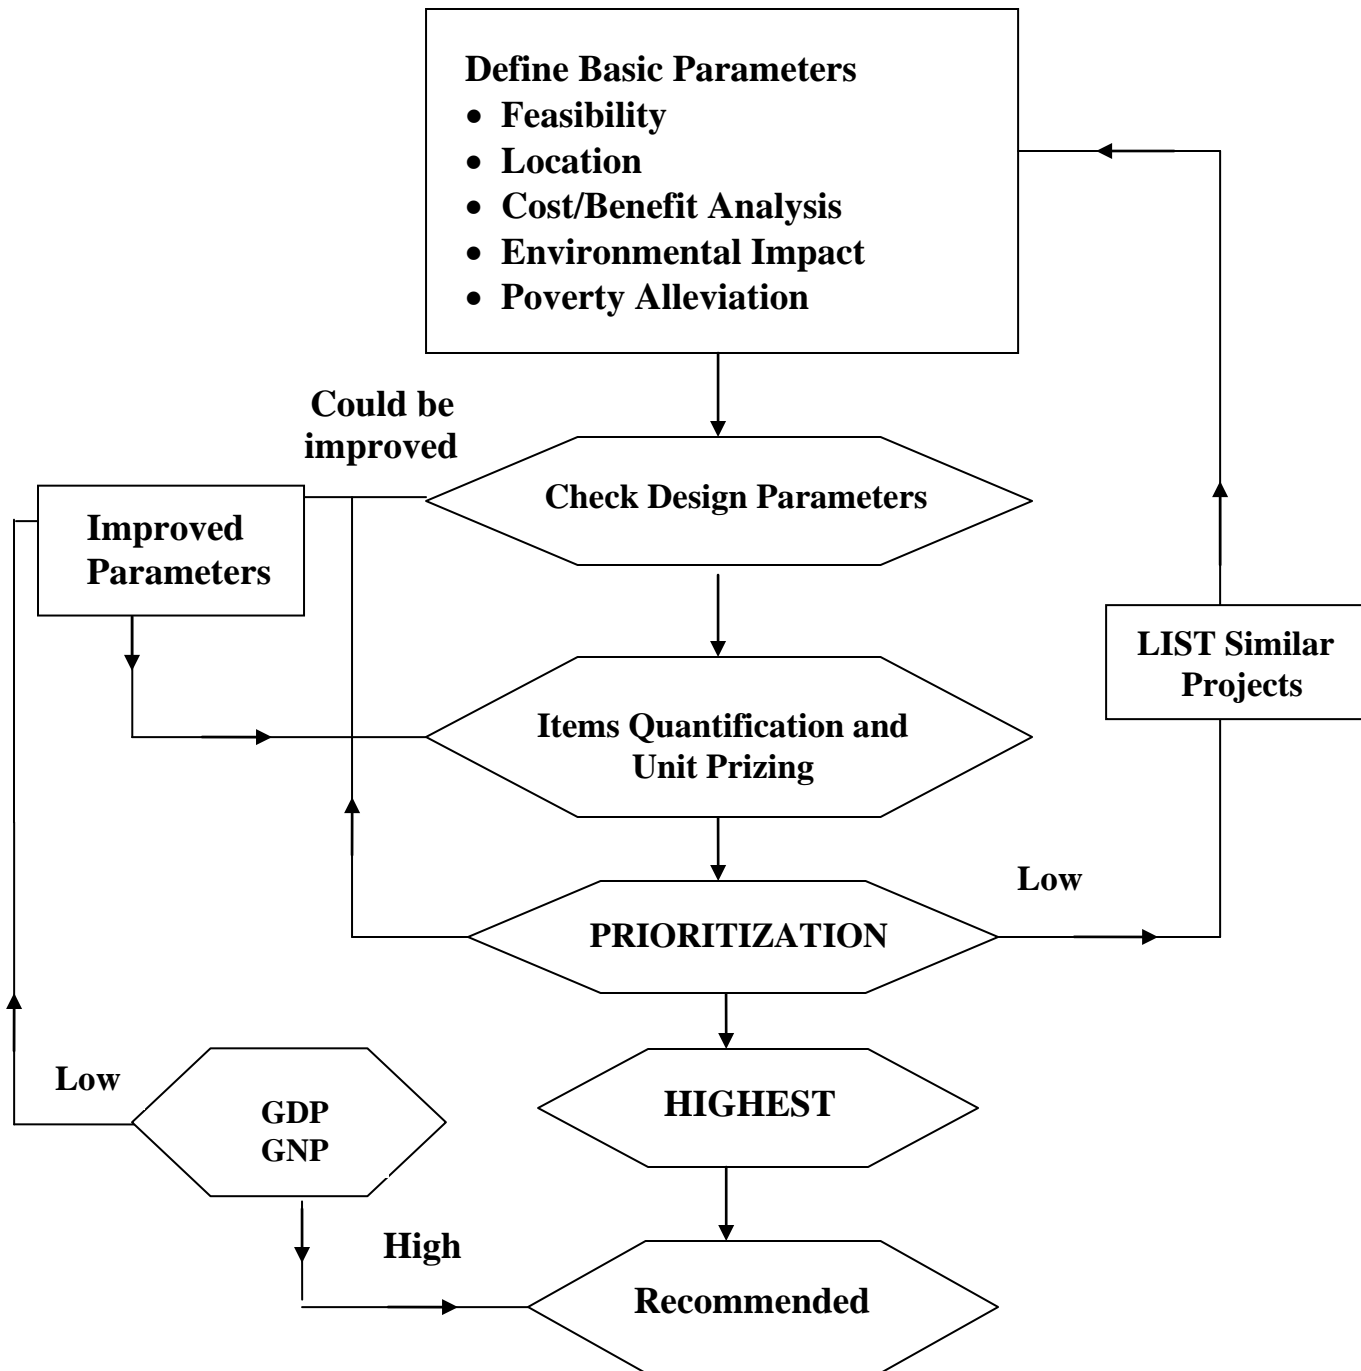 Define Basic Parameters
• Feasibility
• Location
• Cost/Benefit Analysis
• Environmental Impact
• Poverty Alleviation
Could be
improved
Check Design Parameters
Improved
Parameters
LIST Similar
Projects
Items Quantification and
Unit Prizing
Low
PRIORITIZATION
Low
GDP
GNP
HIGHEST
High
Recommended